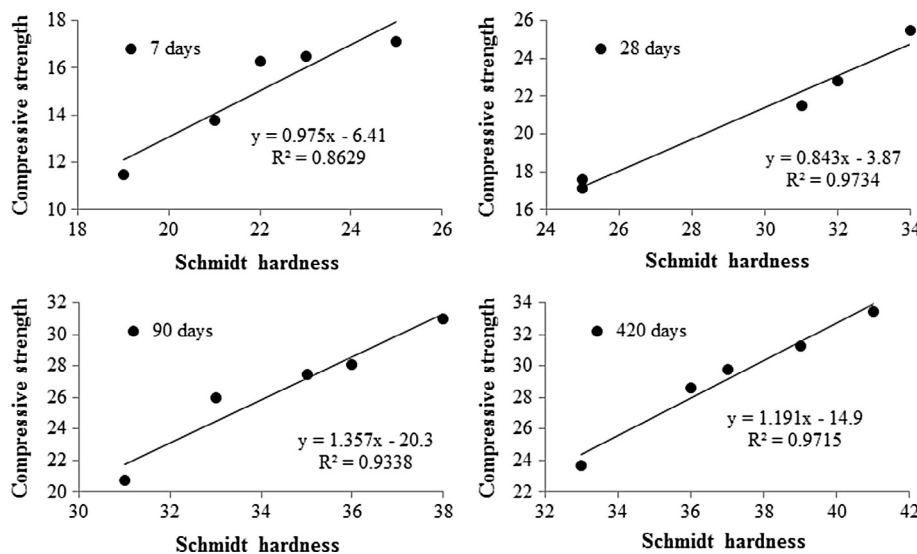 Compressive strength
18
16
14
12
10
7 days
y = 0.975x - 6.41
R² = 0.8629
18 20 22 24 26
Schmidt hardness
Compressive strength
26
24
22
20
18
16
28 days
y = 0.843x - 3.87
R² = 0.9734
24 26 28 30 32 34
Schmidt hardness
Compressive strength
32
30
28
26
24
22
20
90 days
y = 1.357x - 20.3
R² = 0.9338
30 32 34 36 38
Schmidt hardness
Compressive strength
34
32
30
28
26
24
22
420 days
y = 1.191x - 14.9
R² = 0.9715
32 34 36 38 40 42
Schmidt hardness